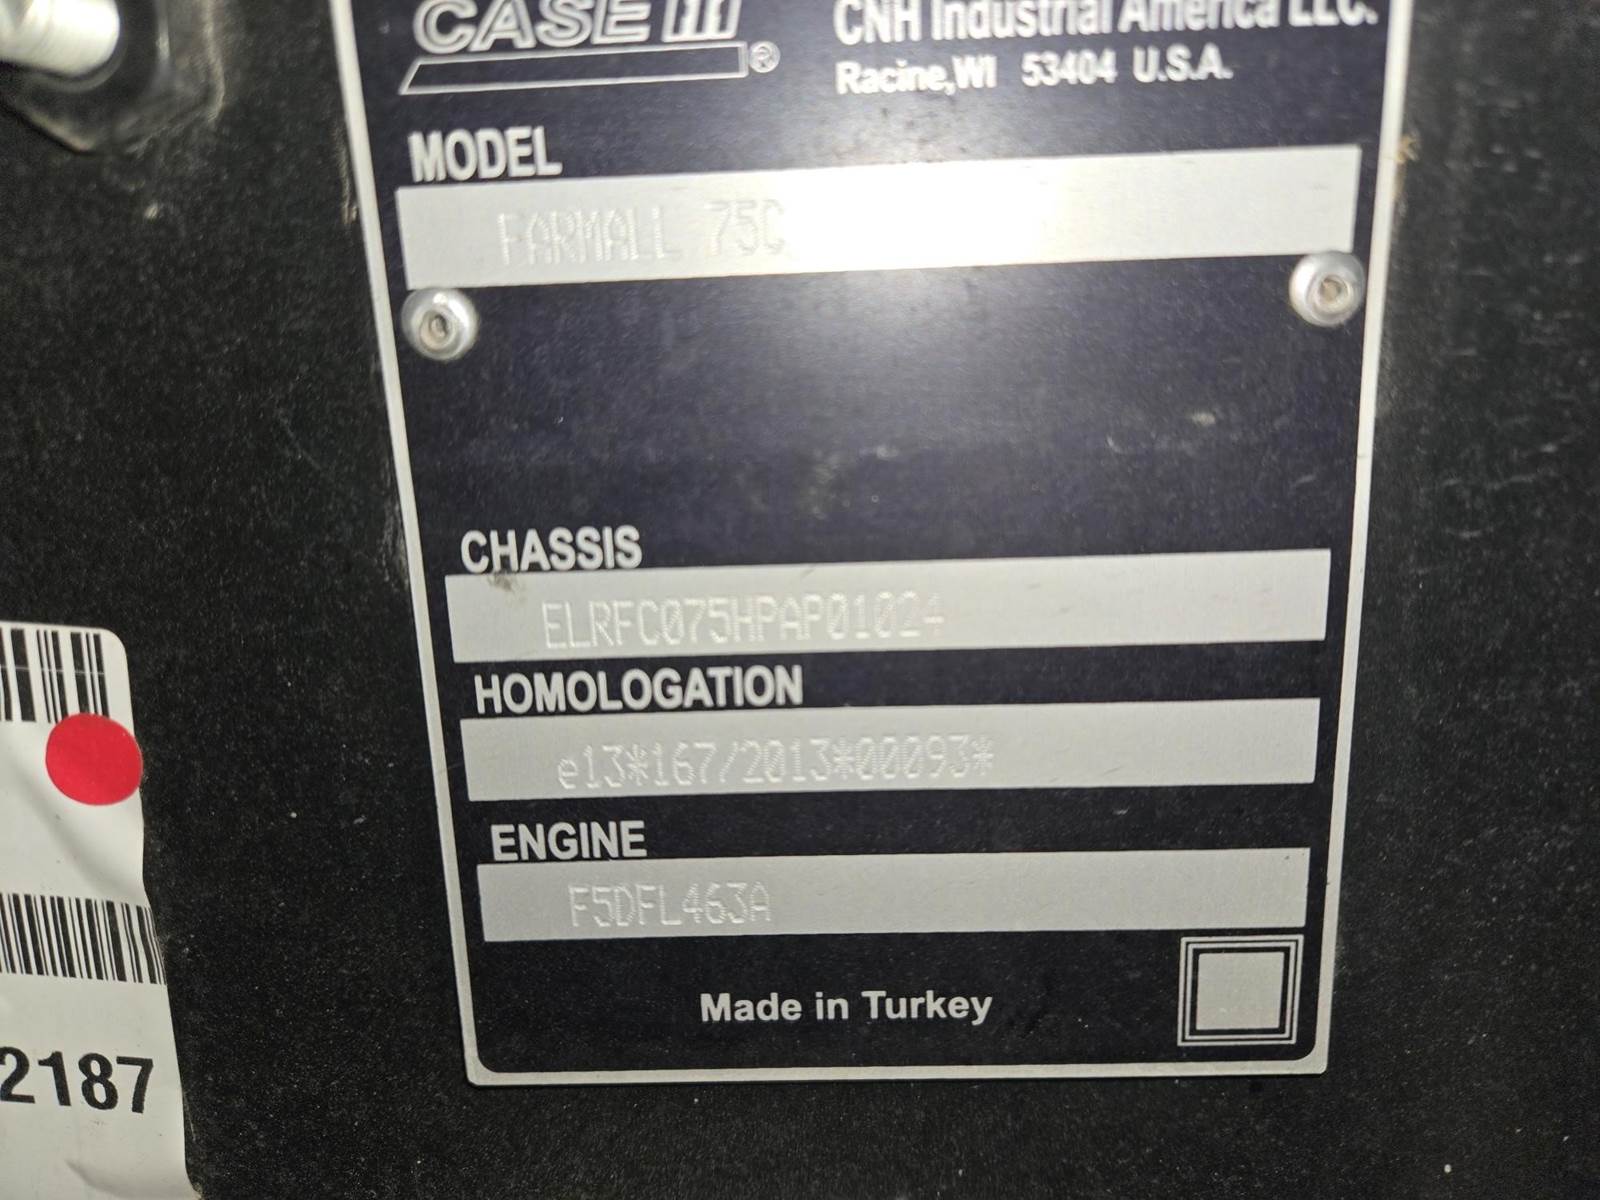 CASE III
®
CNH Industrial America LLC.
Racine, WI 53404 U.S.A.
MODEL
FARMALL 75C
CHASSIS
ELRFC075HPAP01024
HOMOLOGATION
e13*167/2013*00093*
ENGINE
F5DFL463A
Made in Turkey
2187